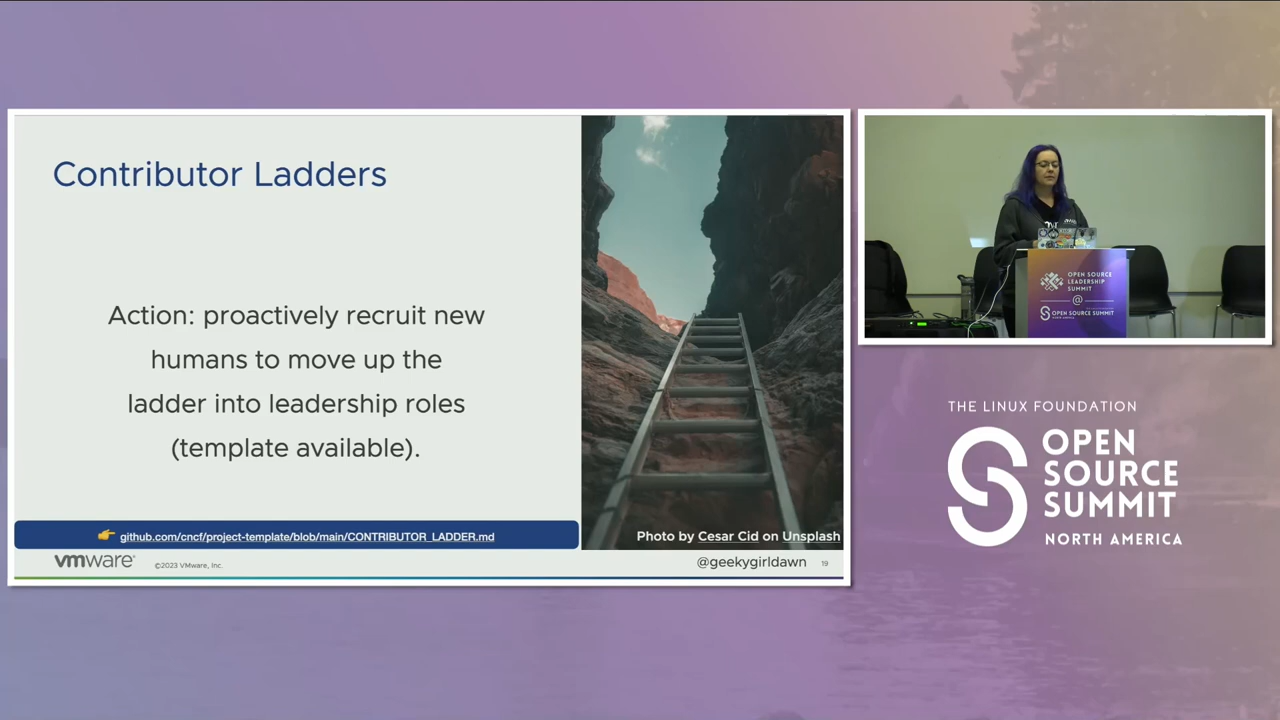 Contributor Ladders
Action: proactively recruit new
humans to move up the
ladder into leadership roles
(template available).
👉 github.com/cncf/project-template/blob/main/CONTRIBUTOR_LADDER.md
Photo by Cesar Cid on Unsplash
vmware®
©2023 VMware, Inc.
@geekygirldawn
19
OPEN SOURCE
LEADERSHIP
SUMMIT
@
OPEN SOURCE SUMMIT
THE LINUX FOUNDATION
OPEN
SOURCE
SUMMIT
NORTH AMERICA